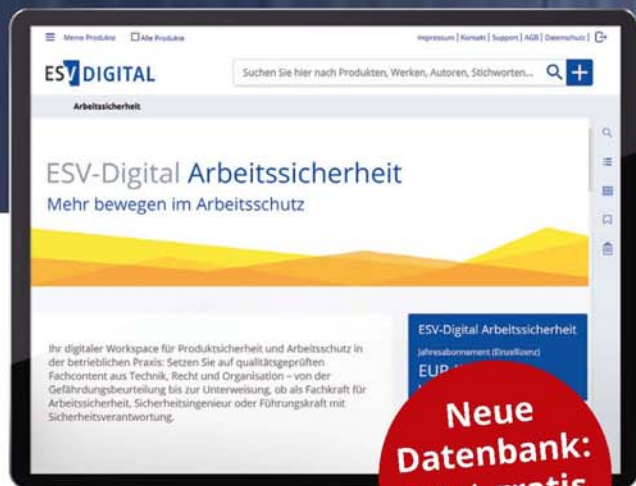 Meine Produkte Alle Produkte
Impressum | Kontakt | Support | AGB | Datenschutz |
ESV DIGITAL
Suchen Sie hier nach Produkten, Werken, Autoren, Stichworten...
Arbeitssicherheit
ESV-Digital Arbeitssicherheit
Mehr bewegen im Arbeitsschutz
Ihr digitaler Workspace für Produktsicherheit und Arbeitsschutz in
der betrieblichen Praxis: Setzen Sie auf qualitätsgeprüften
Fachcontent aus Technik, Recht und Organisation – von der
Gefährdungsbeurteilung bis zur Unterweisung, ob als Fachkraft für
Arbeitssicherheit, Sicherheitsingenieur oder Führungskraft mit
Sicherheitsverantwortung.
ESV-Digital Arbeitssicherheit
Jahresabonnement (Einzellizenz)
EUR
Neue
Datenbank:
gratis